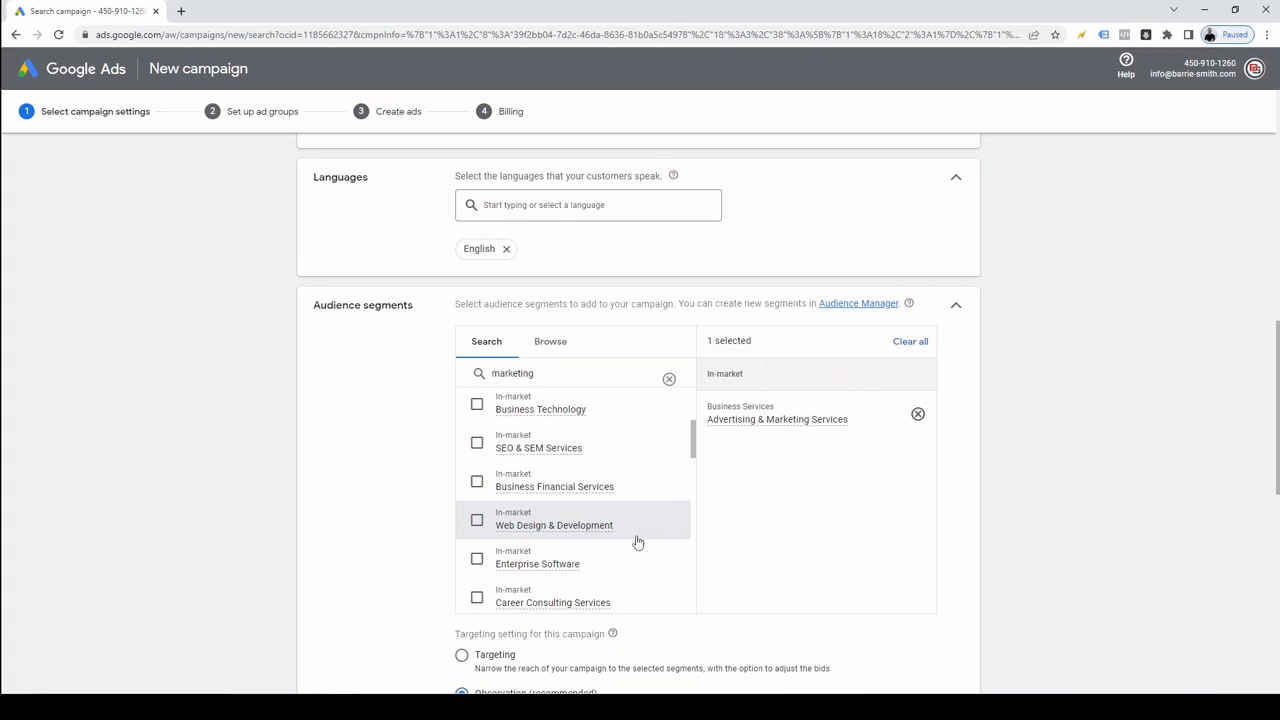 Search campaign - 450-910-1260
ads.google.com/aw/campaigns/new/search?ocid=1185662327&cmpnInfo=%7B"1"%3A1%2C"8"%3A"39f2bb04-7d2c-46da-8636-81b0a5c54978"%2C"18"%3A3%2C"38"%3A%5B%7B"1"%3A18%2C"2"%3A1%7D%2C%7B"1"%...
Paused
Google Ads
New campaign
Help
450-910-1260
info@barrie-smith.com
1 Select campaign settings
2 Set up ad groups
3 Create ads
4 Billing
Languages
Select the languages that your customers speak.
Start typing or select a language
English
Audience segments
Select audience segments to add to your campaign. You can create new segments in Audience Manager.
Search
Browse
1 selected
Clear all
marketing
In-market
In-market
Business Technology
Business Services
Advertising & Marketing Services
In-market
SEO & SEM Services
In-market
Business Financial Services
In-market
Web Design & Development
In-market
Enterprise Software
In-market
Career Consulting Services
Targeting setting for this campaign
Targeting
Narrow the reach of your campaign to the selected segments, with the option to adjust the bids
Observation (recommended)